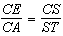 CE/CA = CS/ST